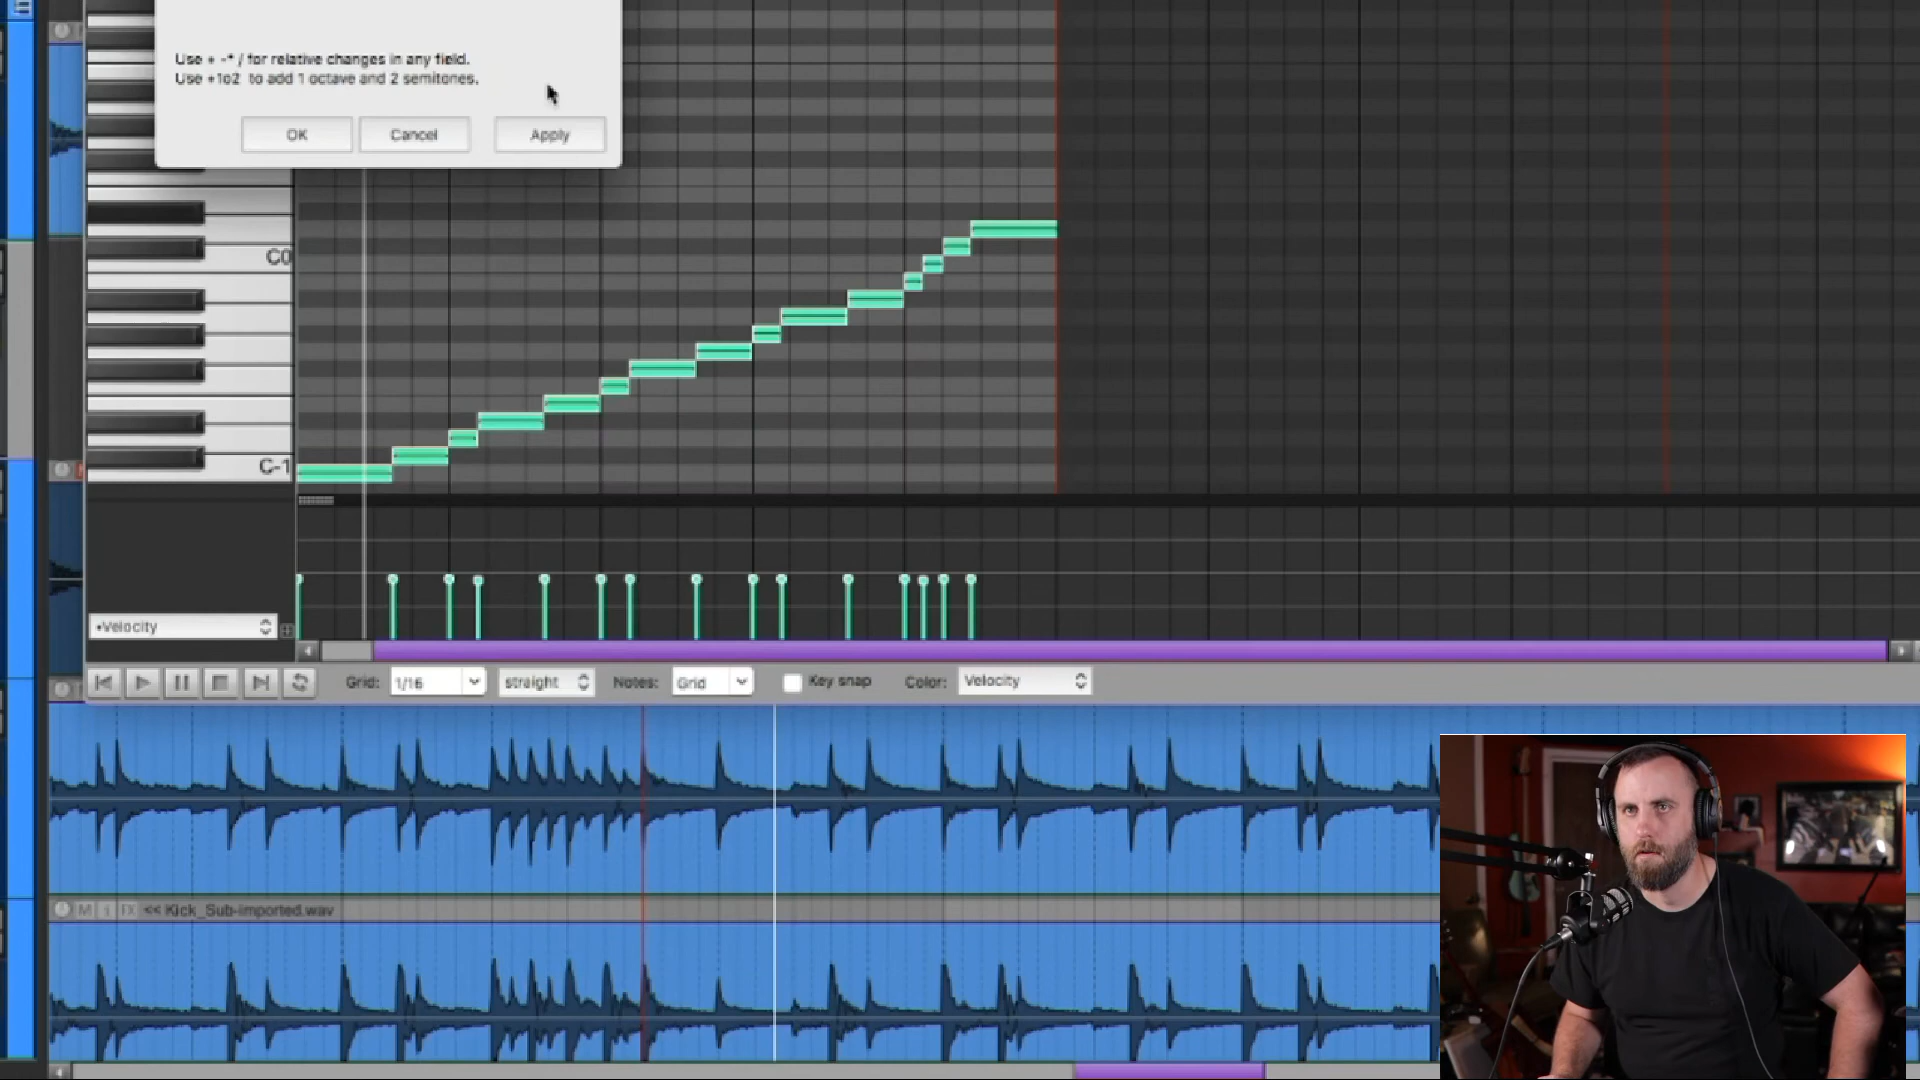 Use + -* / for relative changes in any field.
Use +1o2 to add 1 octave and 2 semitones.
OK Cancel Apply
C0
C-1
•Velocity
Grid: 1/16 straight Notes: Grid Key snap Color: Velocity
M i FX << Kick_Sub-imported.wav